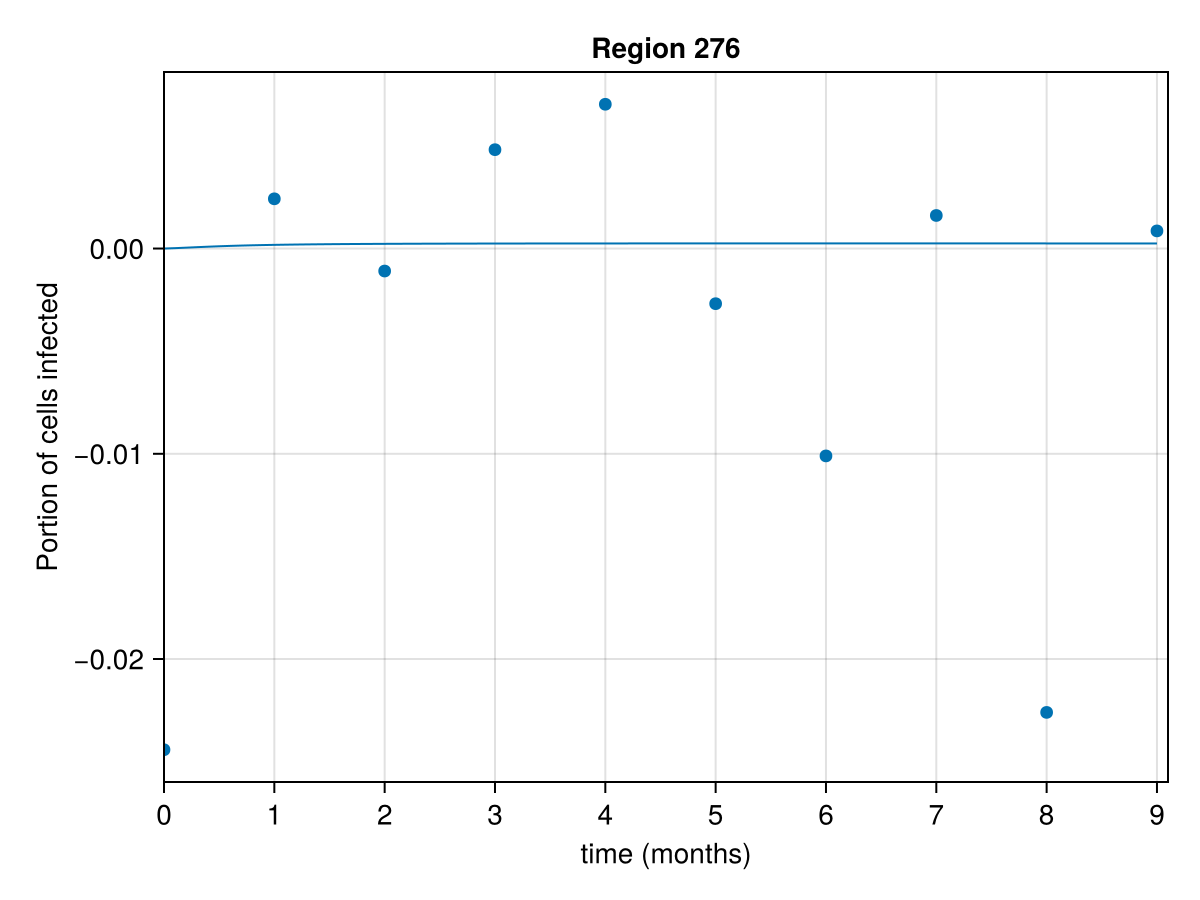 Region 276
Portion of cells infected
0.00
−0.01
−0.02
0 1 2 3 4 5 6 7 8 9
time (months)